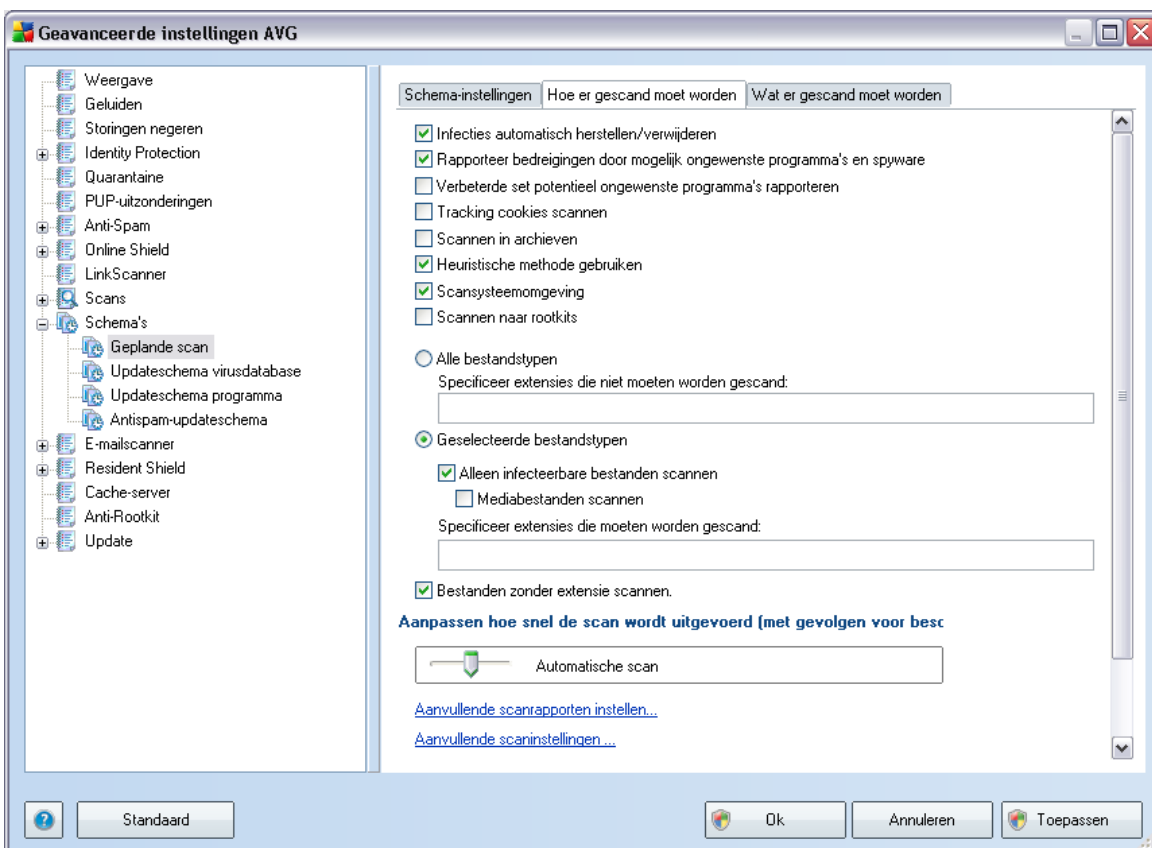 Geavanceerde instellingen AVG
Weergave
Geluiden
Storingen negeren
Identity Protection
Quarantaine
PUP-uitzonderingen
Anti-Spam
Online Shield
LinkScanner
Scans
Schema's
Geplande scan
Updateschema virusdatabase
Updateschema programma
Antispam-updateschema
E-mailscanner
Resident Shield
Cache-server
Anti-Rootkit
Update
Schema-instellingen Hoe er gescand moet worden Wat er gescand moet worden
Infecties automatisch herstellen/verwijderen
Rapporteer bedreigingen door mogelijk ongewenste programma's en spyware
Verbeterde set potentieel ongewenste programma's rapporteren
Tracking cookies scannen
Scannen in archieven
Heuristische methode gebruiken
Scansysteemomgeving
Scannen naar rootkits
Alle bestandstypen
Specificeer extensies die niet moeten worden gescand:
Geselecteerde bestandstypen
Alleen infecteerbare bestanden scannen
Mediabestanden scannen
Specificeer extensies die moeten worden gescand:
Bestanden zonder extensie scannen.
Aanpassen hoe snel de scan wordt uitgevoerd (met gevolgen voor besc
Automatische scan
Aanvullende scanrapporten instellen...
Aanvullende scaninstellingen ...
Standaard Ok Annuleren Toepassen